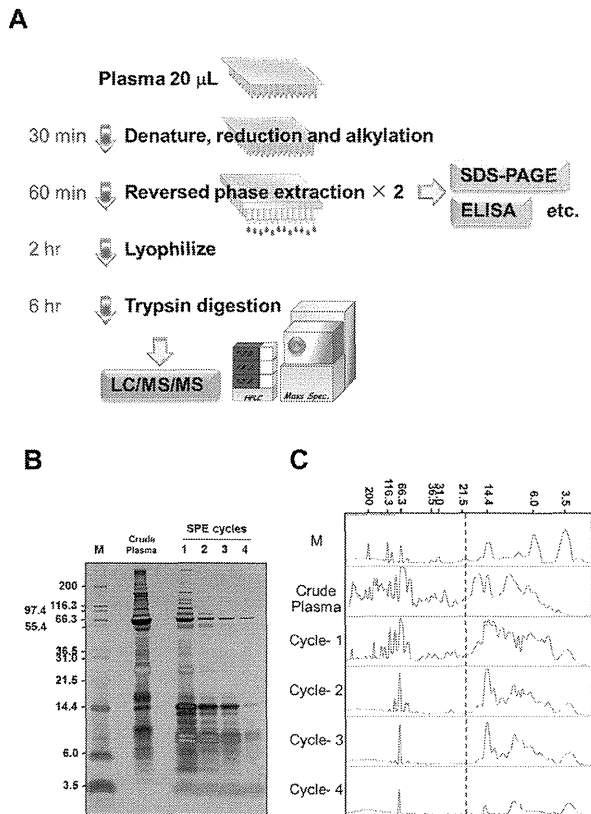 A
Plasma 20 μL
30 min Denature, reduction and alkylation
60 min Reversed phase extraction × 2
SDS-PAGE
ELISA etc.
2 hr Lyophilize
6 hr Trypsin digestion
LC/MS/MS
HPLC
Mass Spec.
B
SPE cycles
M Crude Plasma 1 2 3 4
200
116.3
97.4
66.3
55.4
36.5
31.0
21.5
14.4
6.0
3.5
C
200 116.3 66.3 36.5 31.0 21.5 14.4 6.0 3.5
M
Crude
Plasma
Cycle- 1
Cycle- 2
Cycle- 3
Cycle- 4